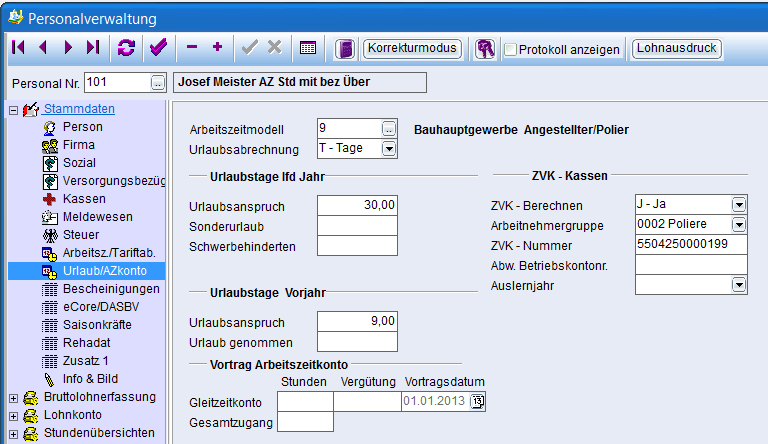 Personalverwaltung
Korrekturmodus Protokoll anzeigen Lohnausdruck
Personal Nr. 101 .. Josef Meister AZ Std mit bez Über
Stammdaten
Person
Firma
Sozial
Versorgungsbezüg
Kassen
Meldewesen
Steuer
Arbeitsz./Tariftab.
Urlaub/AZkonto
Bescheinigungen
eCore/DASBV
Saisonkräfte
Rehadat
Zusatz 1
Info & Bild
Bruttolohnerfassung
Lohnkonto
Stundenübersichten
Arbeitszeitmodell 9 .. Bauhauptgewerbe Angestellter/Polier
Urlaubsabrechnung T - Tage
Urlaubstage lfd Jahr
Urlaubsanspruch 30,00
Sonderurlaub
Schwerbehinderten
ZVK - Kassen
ZVK - Berechnen J - Ja
Arbeitnehmergruppe 0002 Poliere
ZVK - Nummer 5504250000199
Abw. Betriebskontonr.
Auslernjahr
Urlaubstage Vorjahr
Urlaubsanspruch 9,00
Urlaub genommen
Vortrag Arbeitszeitkonto
Stunden Vergütung Vortragsdatum
Gleitzeitkonto 01.01.2013 13
Gesamtzugang